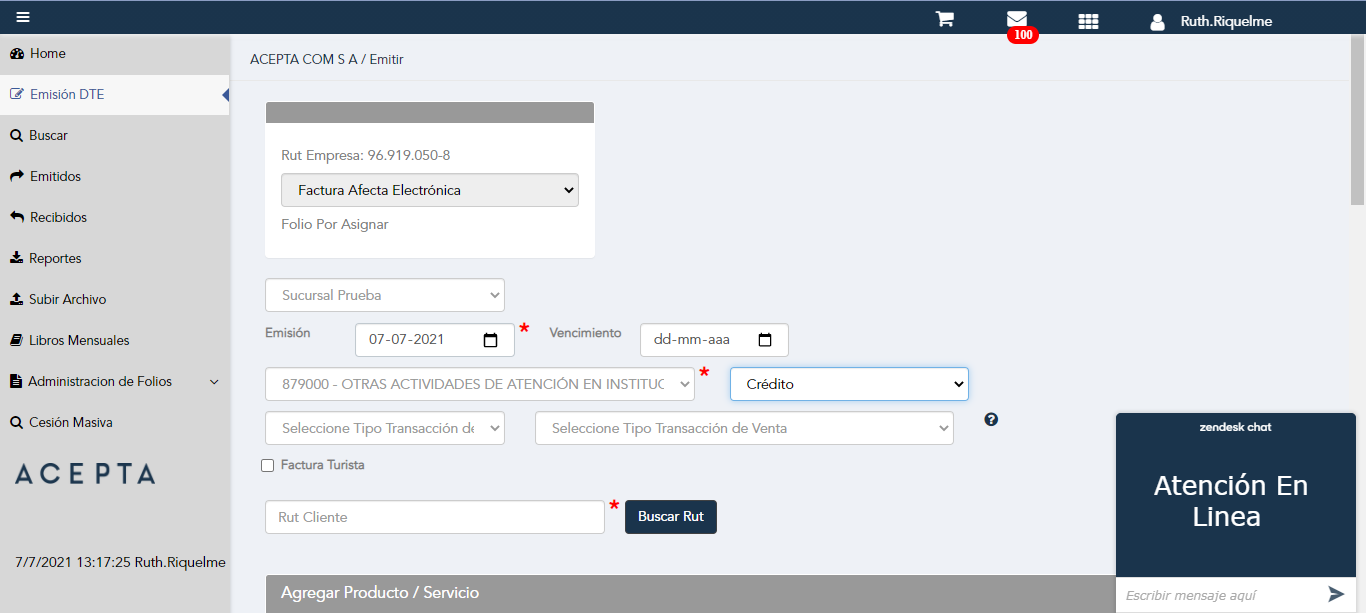 Ruth.Riquelme
100
Home
Emisión DTE
Buscar
Emitidos
Recibidos
Reportes
Subir Archivo
Libros Mensuales
Administracion de Folios
Cesión Masiva
ACEPTA
7/7/2021 13:17:25 Ruth.Riquelme
ACEPTA COM S A / Emitir
Rut Empresa: 96.919.050-8
Factura Afecta Electrónica
Folio Por Asignar
Sucursal Prueba
Emisión 07-07-2021 * Vencimiento dd-mm-aaa
879000 - OTRAS ACTIVIDADES DE ATENCIÓN EN INSTITUC * Crédito
Seleccione Tipo Transacción de Seleccione Tipo Transacción de Venta ?
Factura Turista
Rut Cliente * Buscar Rut
Agregar Producto / Servicio
zendesk chat
Atención En
Linea
Escribir mensaje aquí